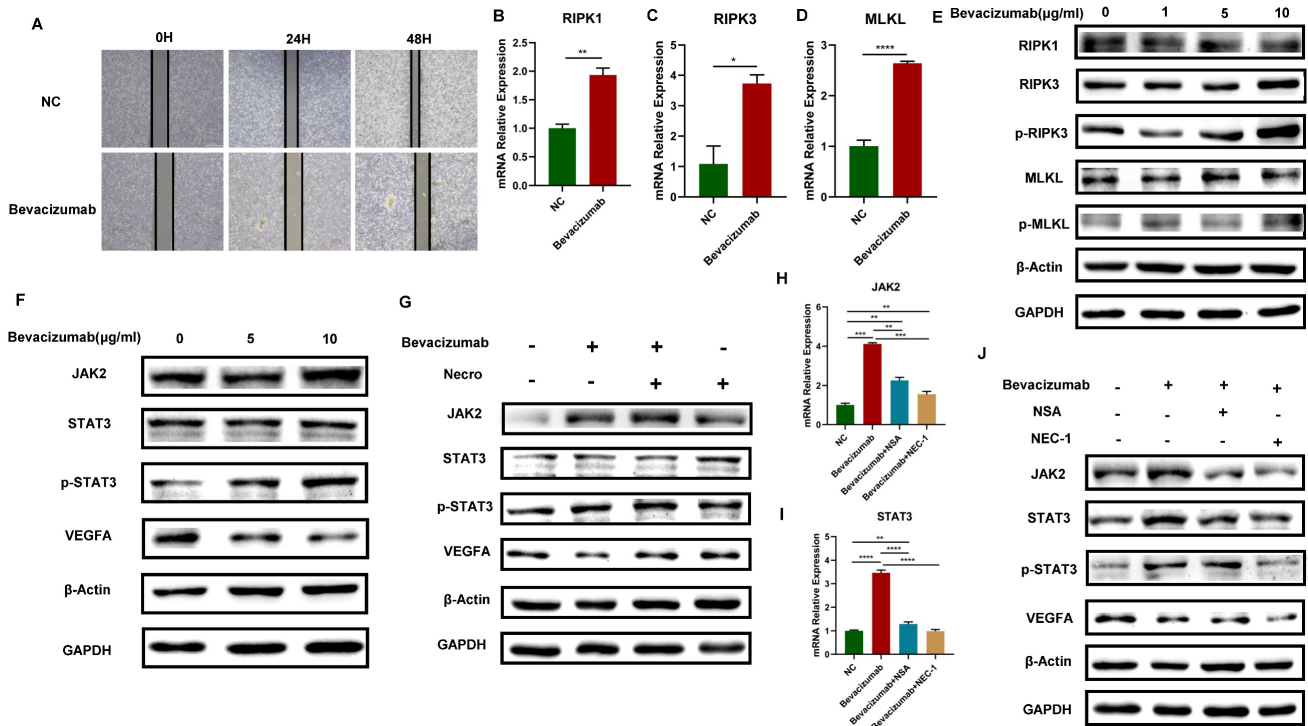 A
0H 24H 48H
NC
Bevacizumab
B
RIPK1
mRNA Relative Expression
2.5
2.0
1.5
1.0
0.5
0.0
**
NC
Bevacizumab
C
RIPK3
mRNA Relative Expression
5
4
3
2
1
0
*
NC
Bevacizumab
D
MLKL
mRNA Relative Expression
3
2
1
0
****
NC
Bevacizumab
E
Bevacizumab(μg/ml) 0 1 5 10
RIPK1
RIPK3
p-RIPK3
MLKL
p-MLKL
β-Actin
GAPDH
F
Bevacizumab(μg/ml) 0 5 10
JAK2
STAT3
p-STAT3
VEGFA
β-Actin
GAPDH
G
Bevacizumab - + + -
Necro - - + +
JAK2
STAT3
p-STAT3
VEGFA
β-Actin
GAPDH
H
JAK2
mRNA Relative Expression
6
4
2
0
**
**
**
*** ***
NC
Bevacizumab
Bevacizumab+NSA
Bevacizumab+NEC-1
I
STAT3
mRNA Relative Expression
5
4
3
2
1
0
**
****
**** ****
NC
Bevacizumab
Bevacizumab+NSA
Bevacizumab+NEC-1
J
Bevacizumab - + + +
NSA - - +
NEC-1 - - - +
JAK2
STAT3
p-STAT3
VEGFA
β-Actin
GAPDH